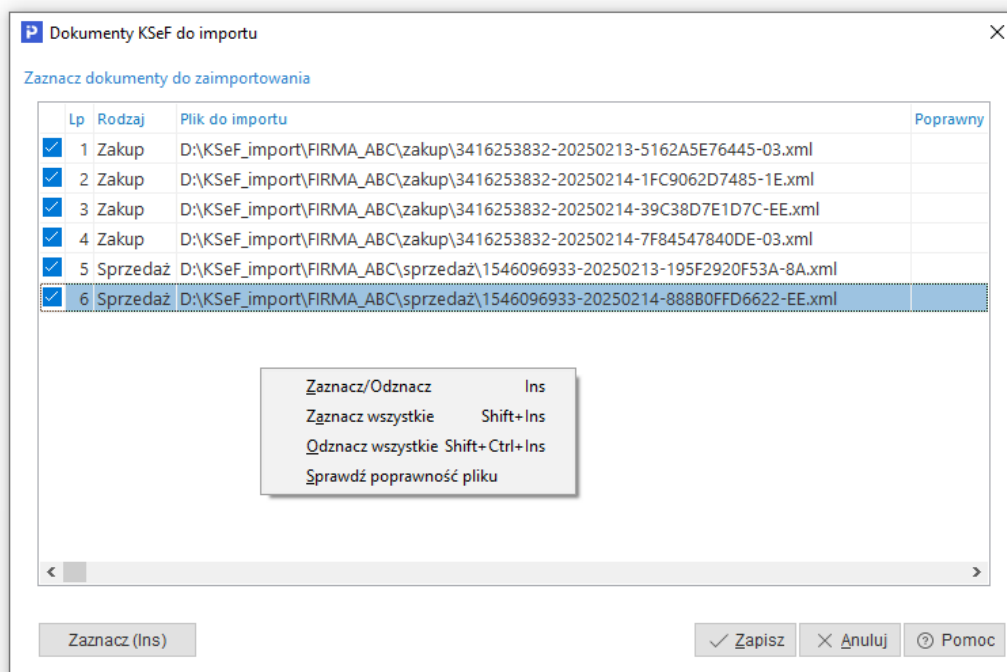 Dokumenty KSeF do importu
Zaznacz dokumenty do zaimportowania
Lp Rodzaj Plik do importu Poprawny
1 Zakup D:\KSeF_import\FIRMA_ABC\zakup\3416253832-20250213-5162A5E76445-03.xml
2 Zakup D:\KSeF_import\FIRMA_ABC\zakup\3416253832-20250214-1FC9062D7485-1E.xml
3 Zakup D:\KSeF_import\FIRMA_ABC\zakup\3416253832-20250214-39C38D7E1D7C-EE.xml
4 Zakup D:\KSeF_import\FIRMA_ABC\zakup\3416253832-20250214-7F84547840DE-03.xml
5 Sprzedaż D:\KSeF_import\FIRMA_ABC\sprzedaż\1546096933-20250213-195F2920F53A-8A.xml
6 Sprzedaż D:\KSeF_import\FIRMA_ABC\sprzedaż\1546096933-20250214-888B0FFD6622-EE.xml
Zaznacz/Odznacz Ins
Zaznacz wszystkie Shift+Ins
Odznacz wszystkie Shift+Ctrl+Ins
Sprawdź poprawność pliku
Zaznacz (Ins) Zapisz Anuluj Pomoc